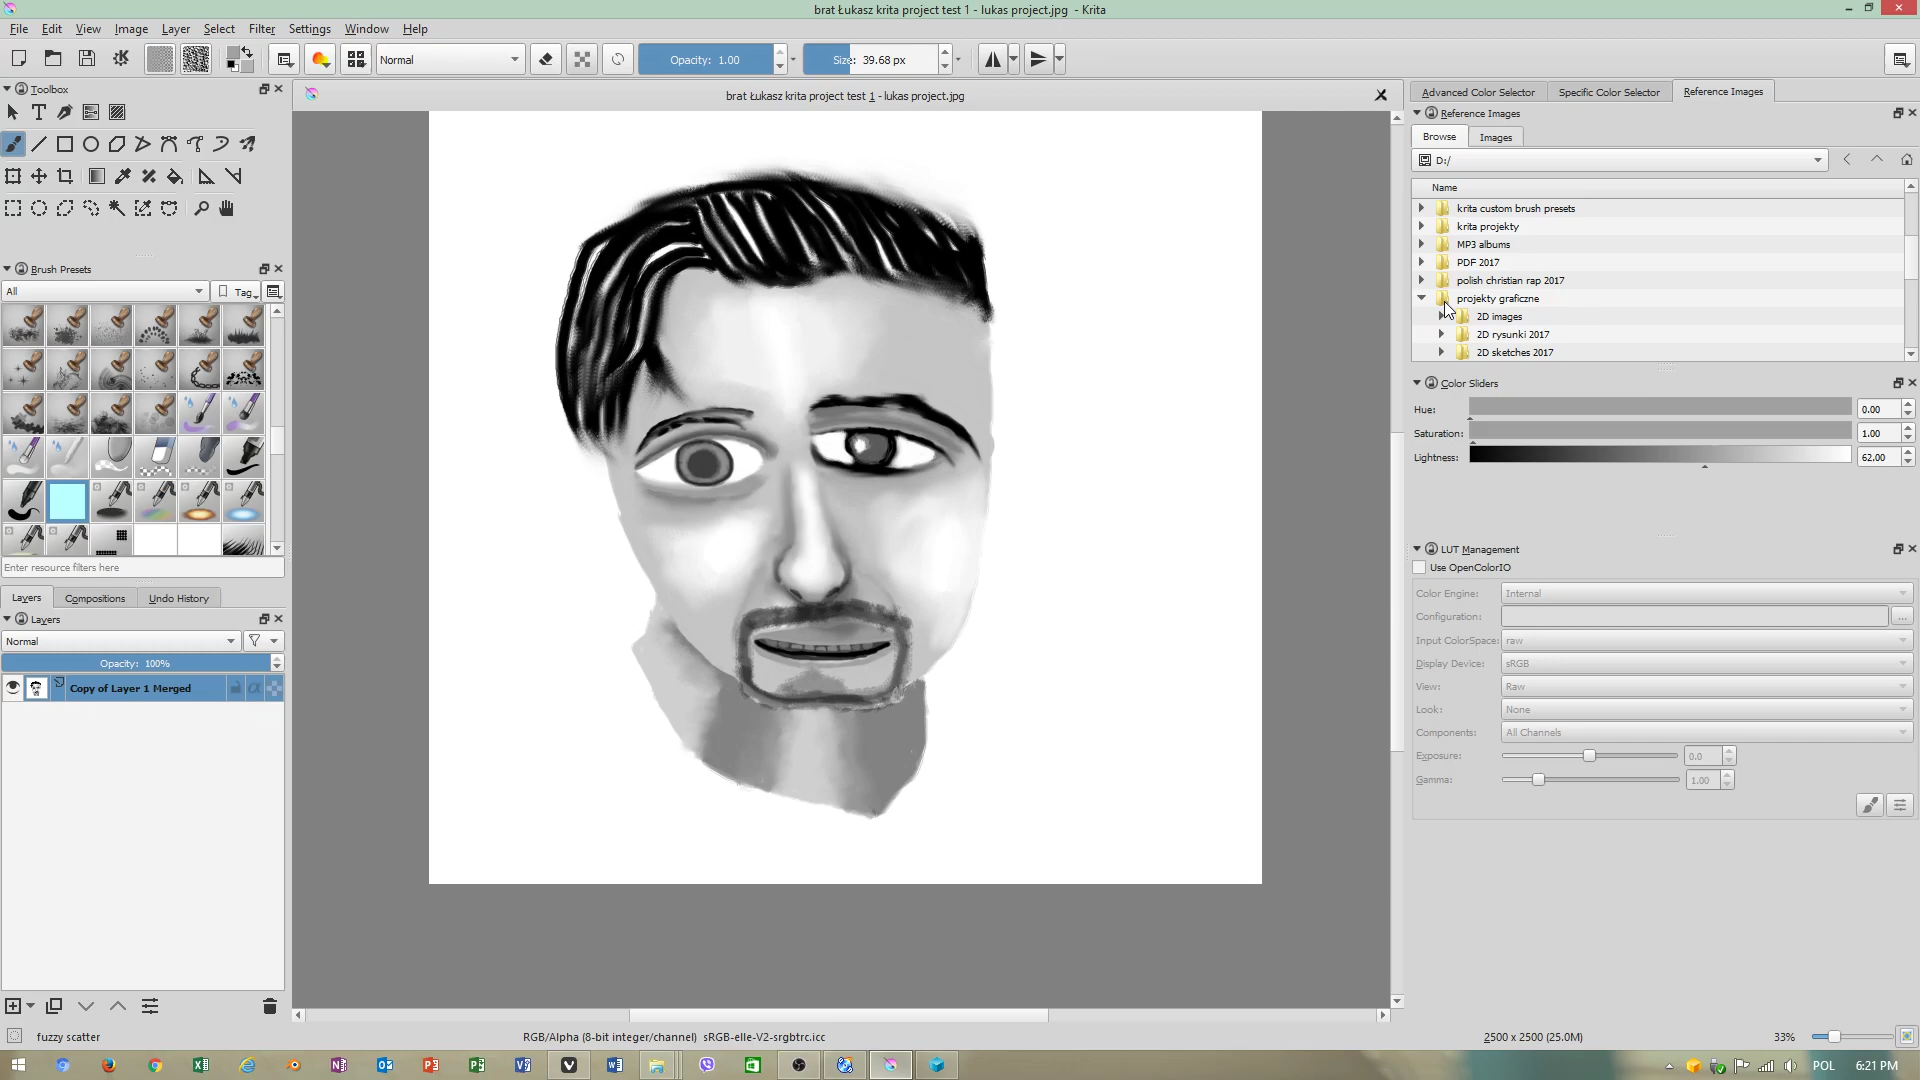 brat Łukasz krita project test 1 - lukas project.jpg - Krita
File Edit View Image Layer Select Filter Settings Window Help
Normal
Opacity: 1.00
Size: 39.68 px
Toolbox
brat Łukasz krita project test 1 - lukas project.jpg
Advanced Color Selector Specific Color Selector Reference Images
Reference Images
Browse Images
D:/
Name
krita custom brush presets
krita projekty
MP3 albums
PDF 2017
polish christian rap 2017
projekty graficzne
2D images
2D rysunki 2017
2D sketches 2017
Brush Presets
All
Tag
Enter resource filters here
Layers Compositions Undo History
Layers
Normal
Opacity: 100%
Copy of Layer 1 Merged
Color Sliders
Hue: 0.00
Saturation: 1.00
Lightness: 62.00
LUT Management
Use OpenColorIO
Color Engine: Internal
Configuration: ...
Input ColorSpace: raw
Display Device: sRGB
View: Raw
Look: None
Components: All Channels
Exposure: 0.0
Gamma: 1.00
fuzzy scatter
RGB/Alpha (8-bit integer/channel) sRGB-elle-V2-srgbtrc.icc
2500 x 2500 (25.0M)
33%
POL 6:21 PM